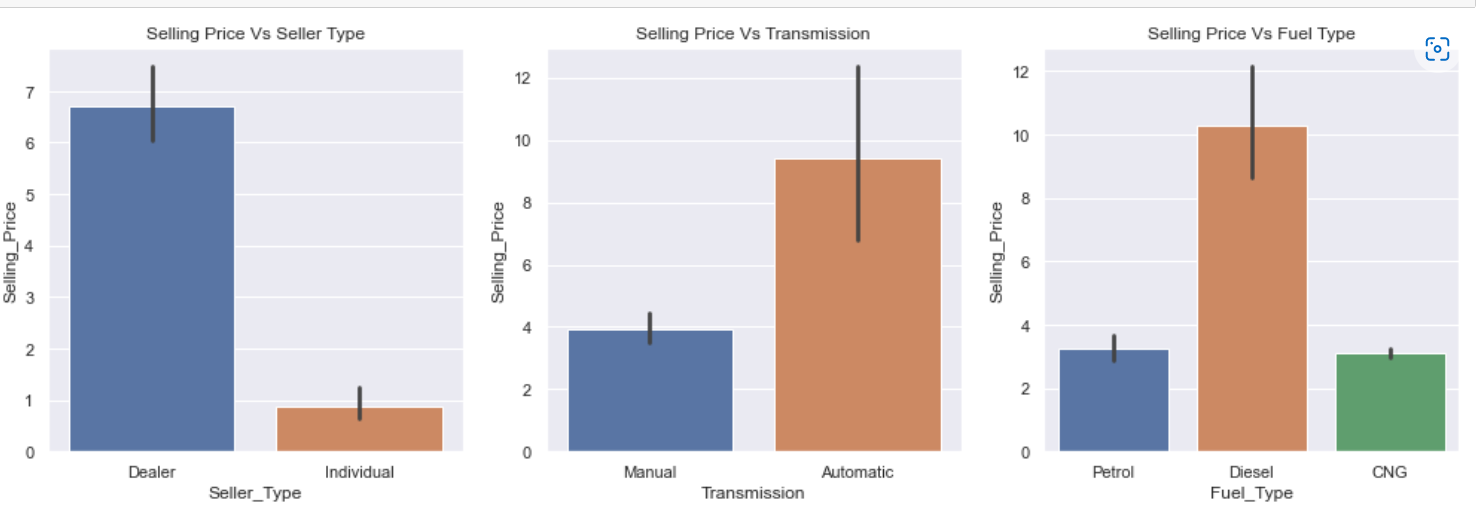 Selling Price Vs Seller Type
7
6
5
4
3
2
1
0
Selling_Price
Dealer Individual
Seller_Type
Selling Price Vs Transmission
12
10
8
6
4
2
0
Selling_Price
Manual Automatic
Transmission
Selling Price Vs Fuel Type
12
10
8
6
4
2
0
Selling_Price
Petrol Diesel CNG
Fuel_Type